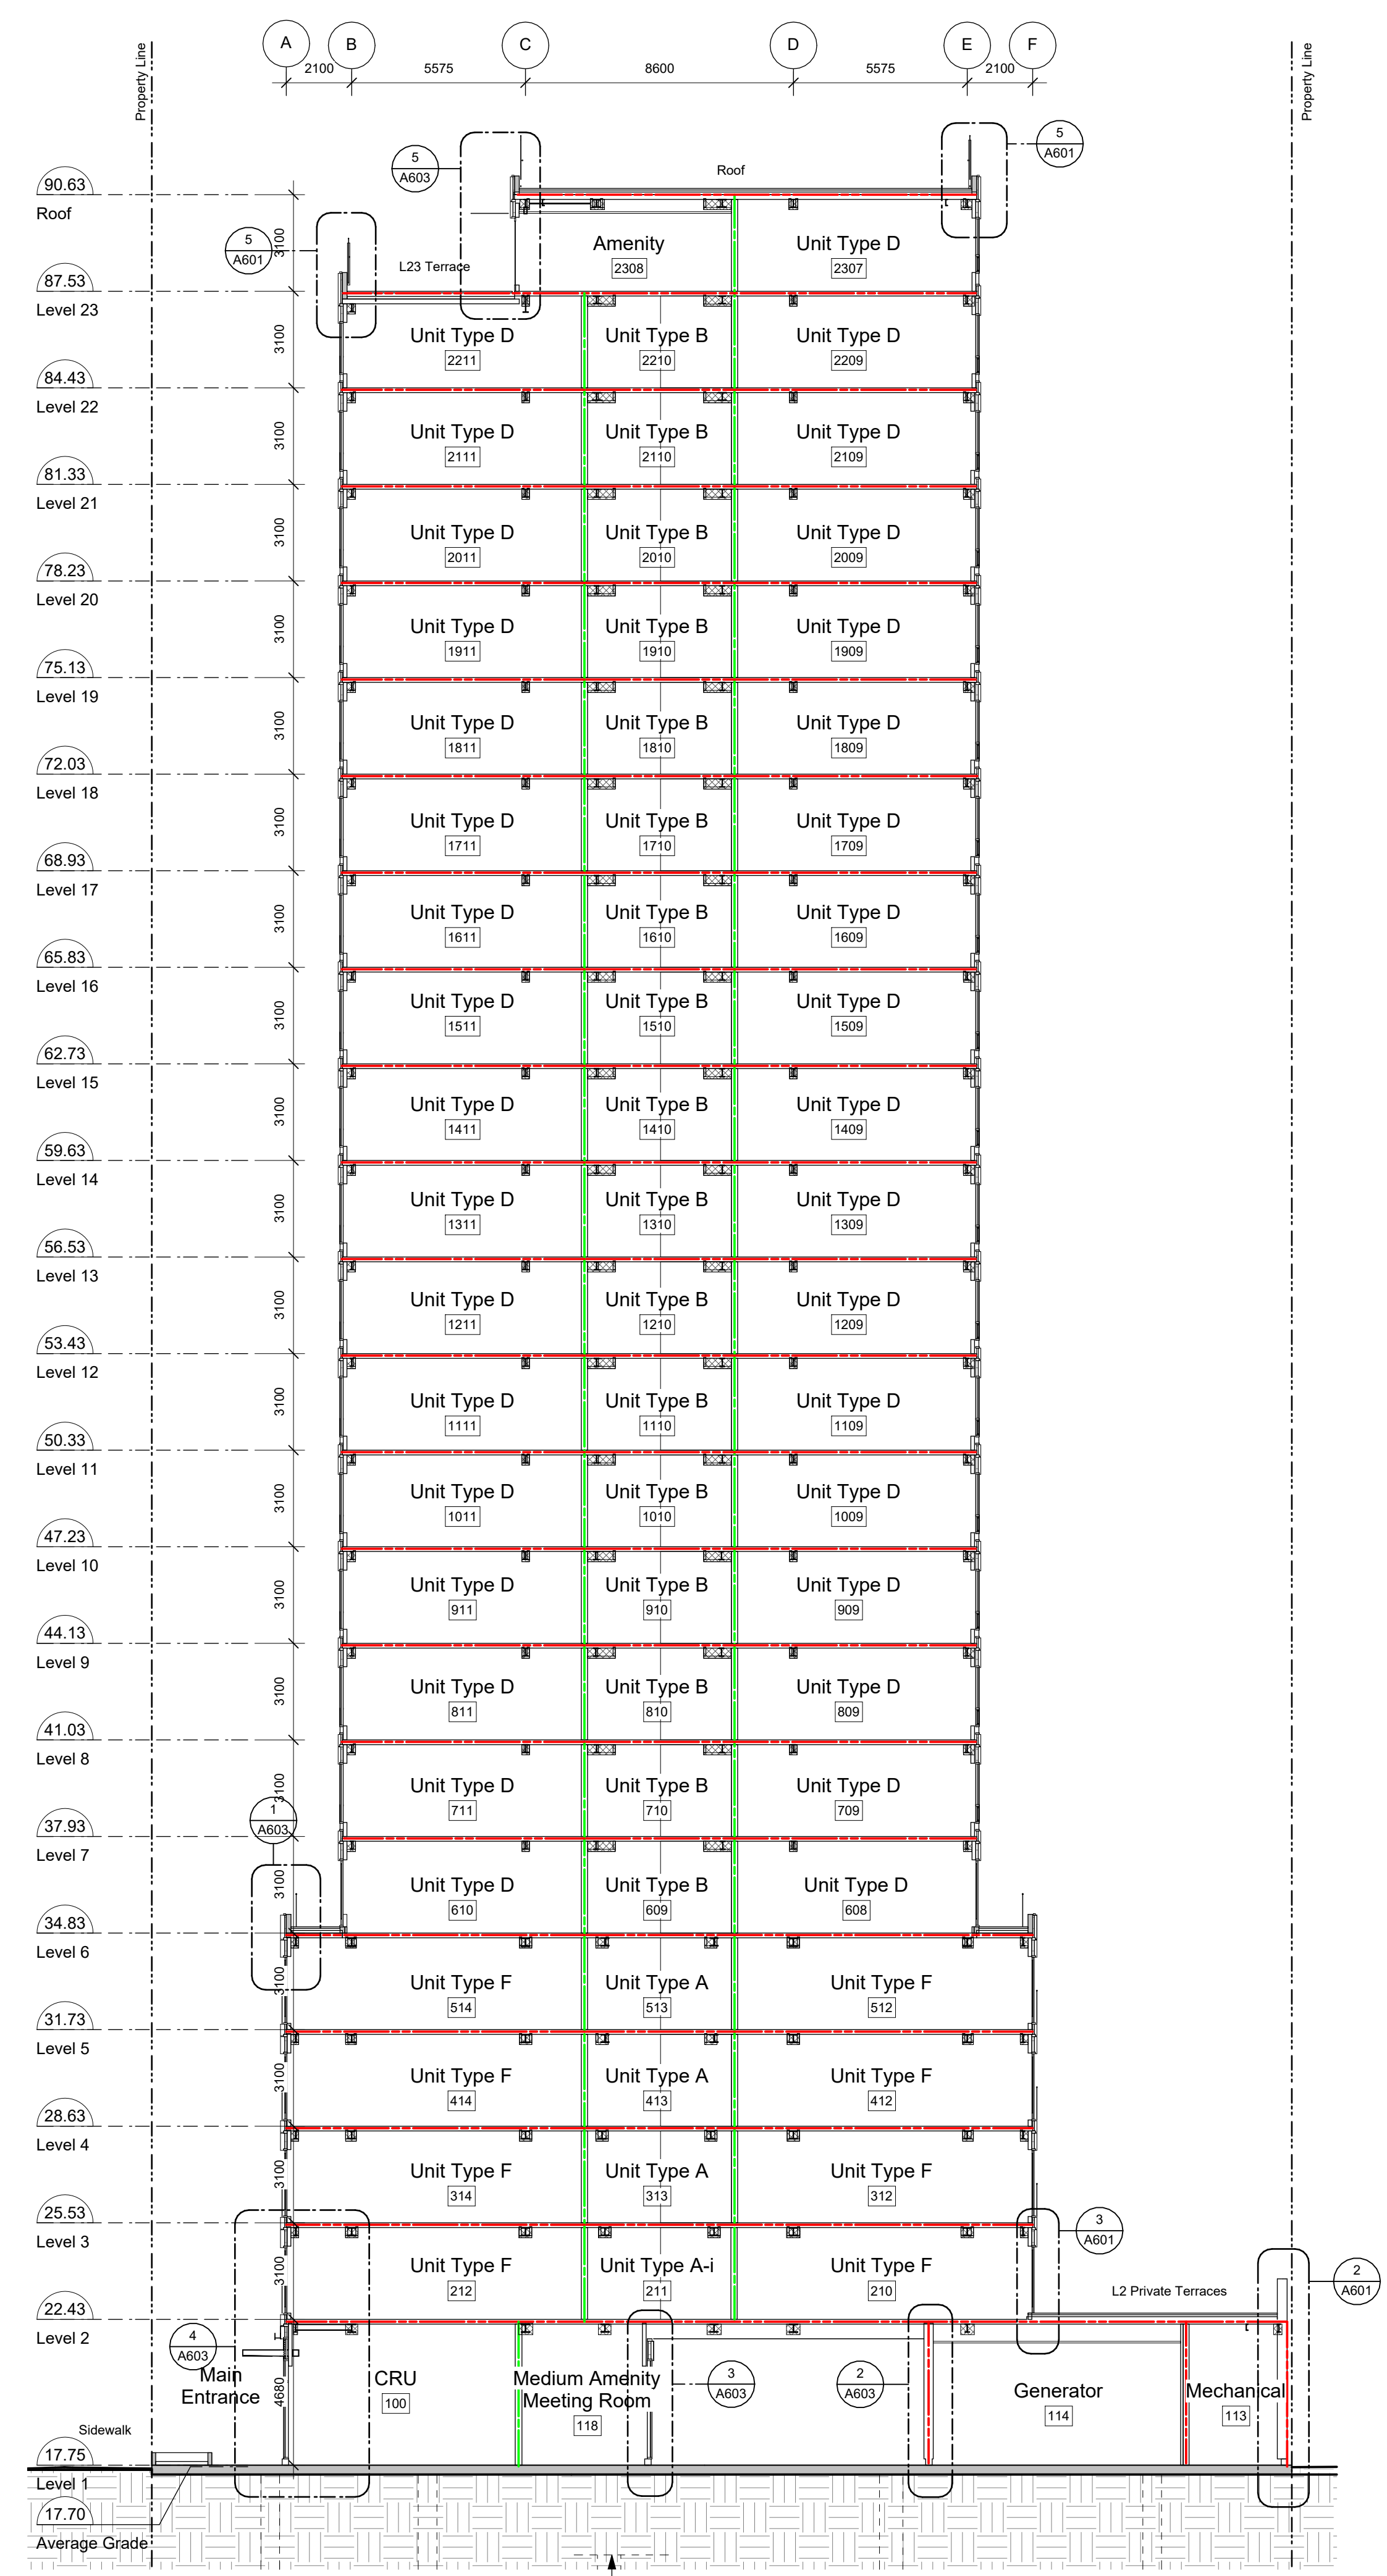 A B C D E F
2100 5575 8600 5575 2100
Property Line
Property Line
5
A603
5
A601
Roof
90.63
Roof
3100
5
A601
L23 Terrace
Amenity
2308
Unit Type D
2307
87.53
Level 23
3100
Unit Type D Unit Type B Unit Type D
2211 2210 2209
84.43
Level 22
3100
Unit Type D Unit Type B Unit Type D
2111 2110 2109
81.33
Level 21
3100
Unit Type D Unit Type B Unit Type D
2011 2010 2009
78.23
Level 20
3100
Unit Type D Unit Type B Unit Type D
1911 1910 1909
75.13
Level 19
3100
Unit Type D Unit Type B Unit Type D
1811 1810 1809
72.03
Level 18
3100
Unit Type D Unit Type B Unit Type D
1711 1710 1709
68.93
Level 17
3100
Unit Type D Unit Type B Unit Type D
1611 1610 1609
65.83
Level 16
3100
Unit Type D Unit Type B Unit Type D
1511 1510 1509
62.73
Level 15
3100
Unit Type D Unit Type B Unit Type D
1411 1410 1409
59.63
Level 14
3100
Unit Type D Unit Type B Unit Type D
1311 1310 1309
56.53
Level 13
3100
Unit Type D Unit Type B Unit Type D
1211 1210 1209
53.43
Level 12
3100
Unit Type D Unit Type B Unit Type D
1111 1110 1109
50.33
Level 11
3100
Unit Type D Unit Type B Unit Type D
1011 1010 1009
47.23
Level 10
3100
Unit Type D Unit Type B Unit Type D
911 910 909
44.13
Level 9
3100
Unit Type D Unit Type B Unit Type D
811 810 809
41.03
Level 8
3100
Unit Type D Unit Type B Unit Type D
711 710 709
1
A603
37.93
Level 7
3100
Unit Type D Unit Type B Unit Type D
610 609 608
34.83
Level 6
3100
Unit Type F Unit Type A Unit Type F
514 513 512
31.73
Level 5
3100
Unit Type F Unit Type A Unit Type F
414 413 412
28.63
Level 4
3100
Unit Type F Unit Type A Unit Type F
314 313 312
25.53
Level 3
3100
3
A601
Unit Type F Unit Type A-i Unit Type F
212 211 210
L2 Private Terraces
2
A601
22.43
Level 2
4680
4
A603
Main
Entrance
CRU
100
Medium Amenity
Meeting Room
118
3
A603
2
A603
Generator
114
Mechanical
113
Sidewalk
17.75
Level 1
17.70
Average Grade